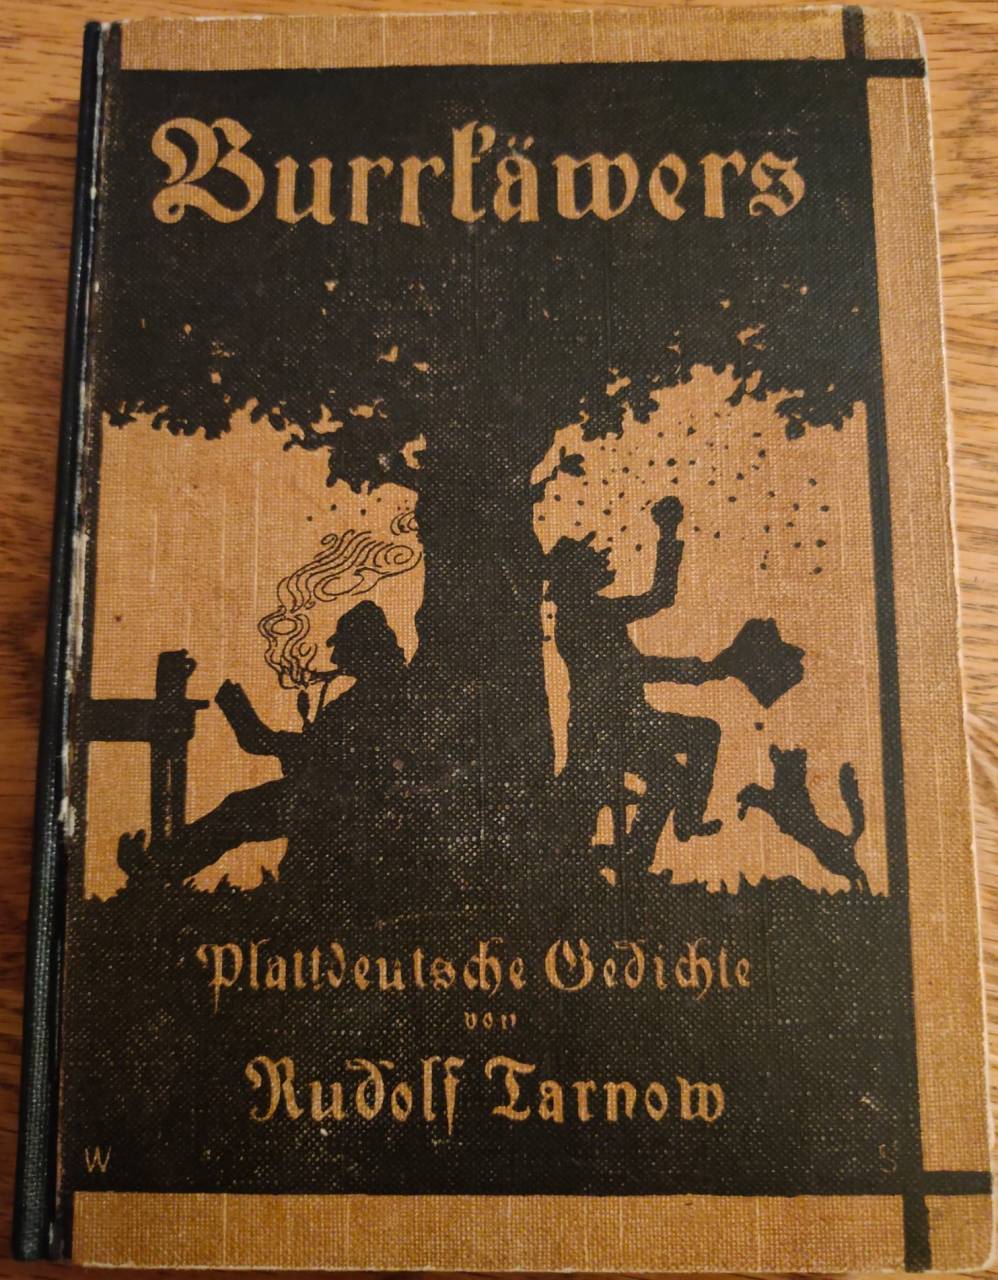 Burrkäwers
Plattdeutsche Gedichte
von
Rudolf Tarnow
W S